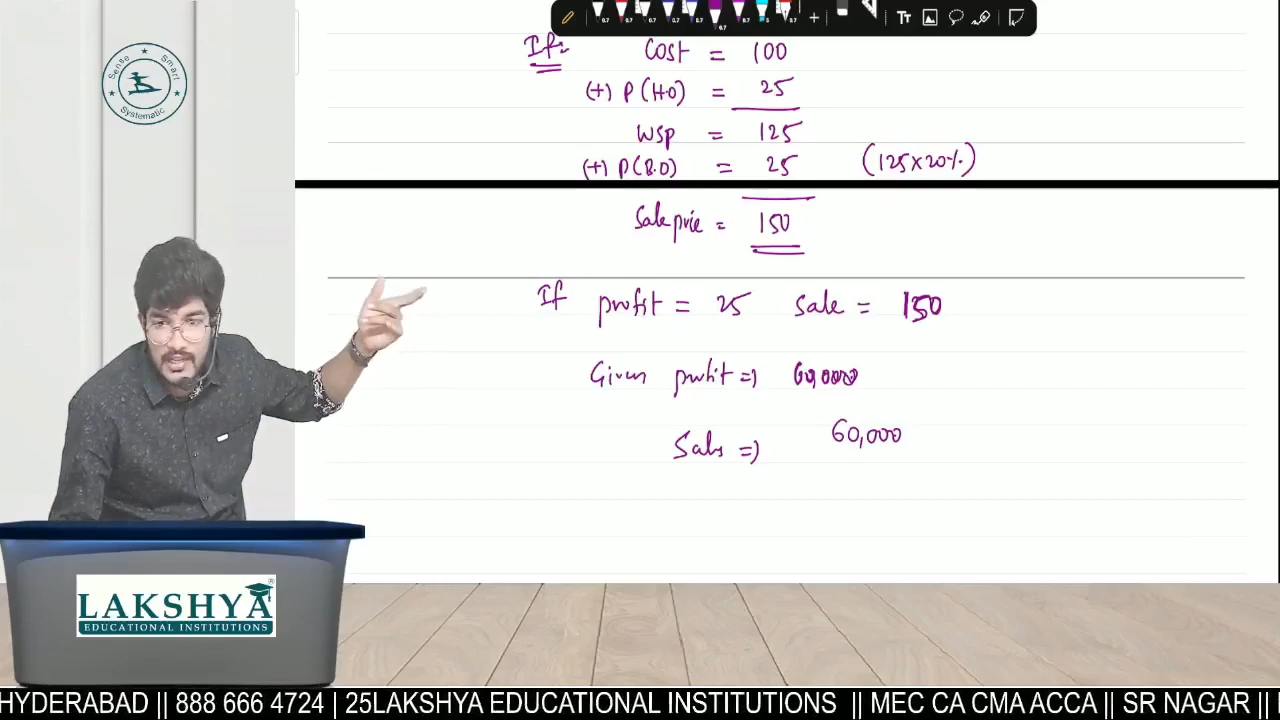 If:
Cost = 100
(+) P(H.O) = 25
WSP = 125
(+) P(B.O) = 25 (125x20%)
Sale price = 150
If profit = 25 Sale = 150
Given profit => 60,000
Sales => 60,000
Sense Smart Systematic
LAKSHYA®
EDUCATIONAL INSTITUTIONS
HYDERABAD || 888 666 4724 | 25LAKSHYA EDUCATIONAL INSTITUTIONS || MEC CA CMA ACCA || SR NAGAR ||